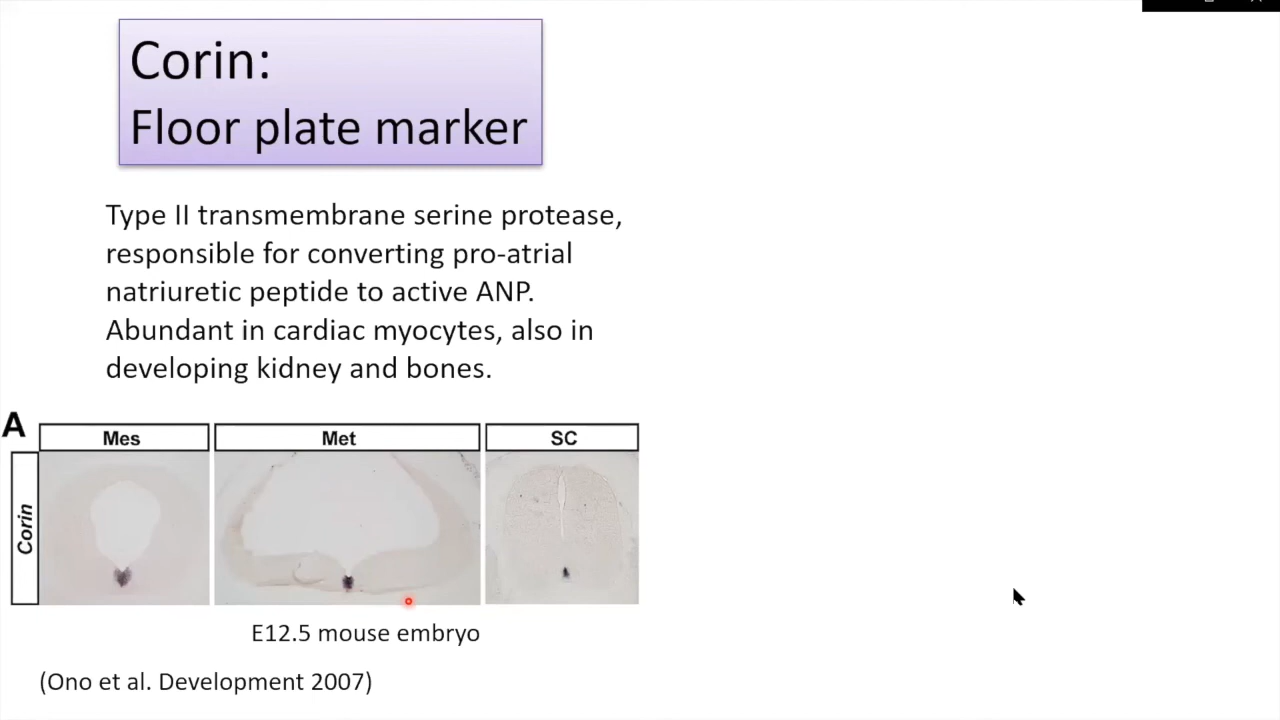 Corin:
Floor plate marker
Type II transmembrane serine protease,
responsible for converting pro-atrial
natriuretic peptide to active ANP.
Abundant in cardiac myocytes, also in
developing kidney and bones.
A
Mes
Met
SC
Corin
E12.5 mouse embryo
(Ono et al. Development 2007)